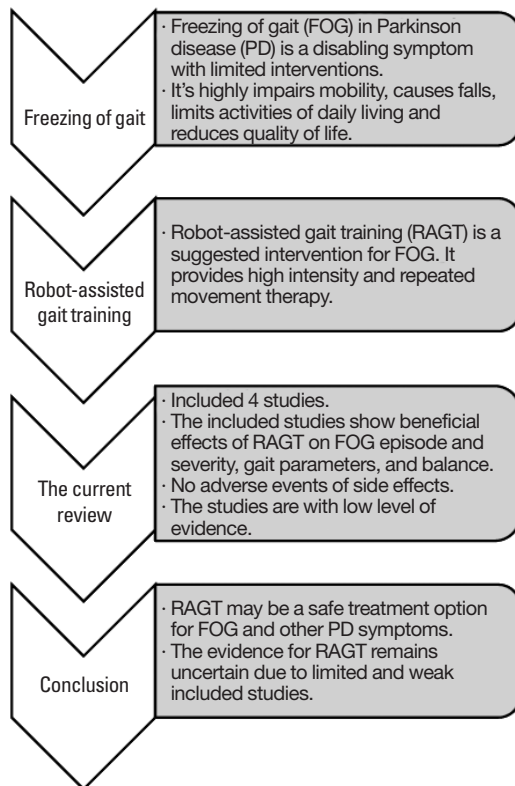 Freezing of gait
· Freezing of gait (FOG) in Parkinson
disease (PD) is a disabling symptom
with limited interventions.
· It’s highly impairs mobility, causes falls,
limits activities of daily living and
reduces quality of life.
Robot-assisted
gait training
· Robot-assisted gait training (RAGT) is a
suggested intervention for FOG. It
provides high intensity and repeated
movement therapy.
The current
review
· Included 4 studies.
· The included studies show beneficial
effects of RAGT on FOG episode and
severity, gait parameters, and balance.
· No adverse events of side effects.
· The studies are with low level of
evidence.
Conclusion
· RAGT may be a safe treatment option
for FOG and other PD symptoms.
· The evidence for RAGT remains
uncertain due to limited and weak
included studies.